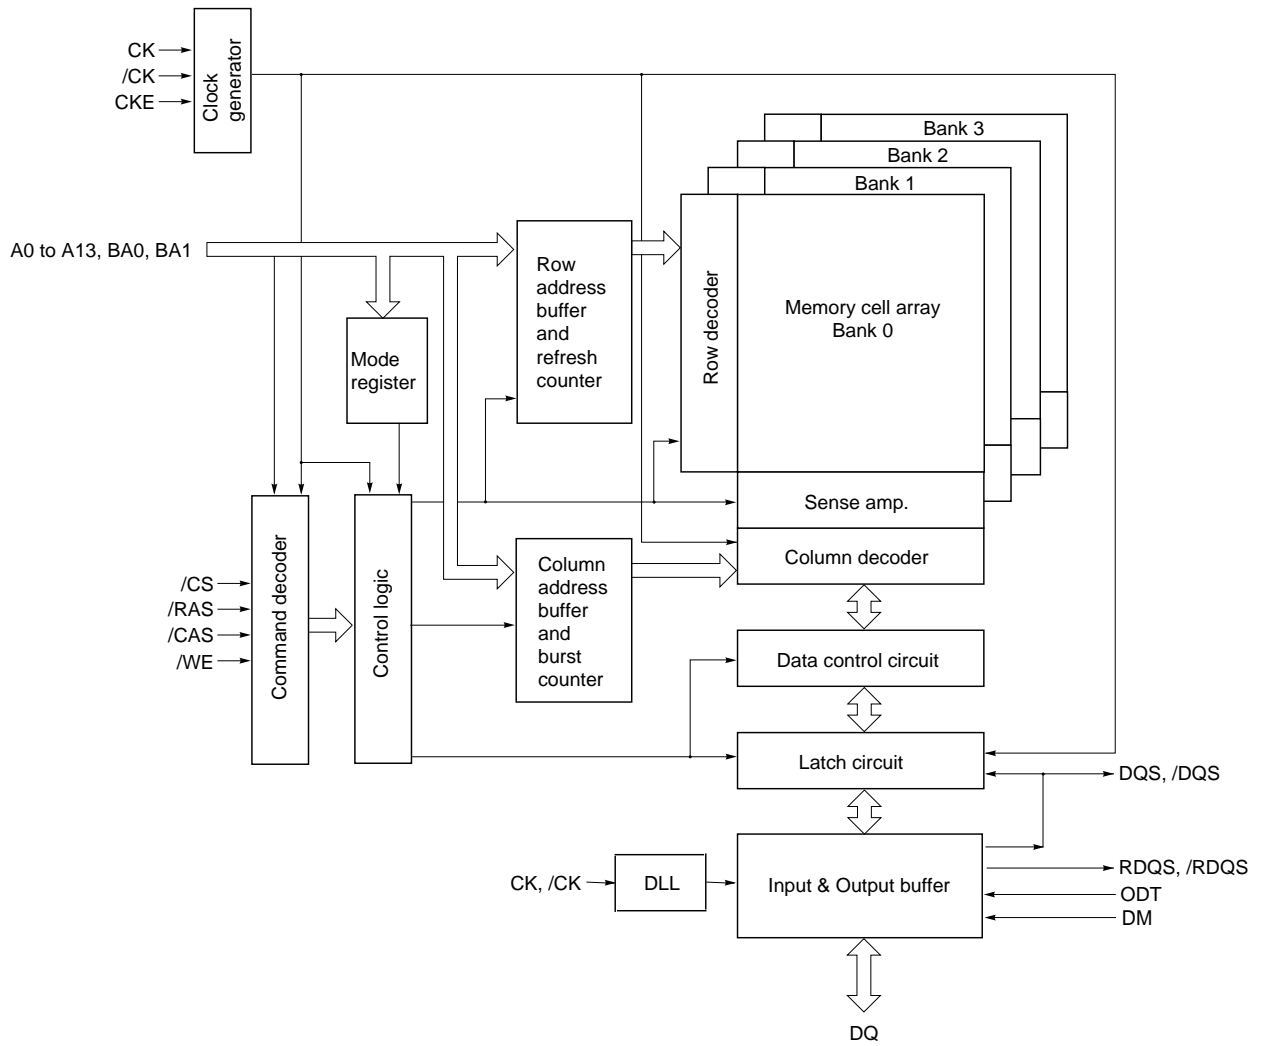 CK
/CK
CKE
Clock
generator
Bank 3
Bank 2
Bank 1
A0 to A13, BA0, BA1
Row
address
buffer
and
refresh
counter
Row decoder
Memory cell array
Bank 0
Mode
register
Sense amp.
Column decoder
Command decoder
/CS
/RAS
/CAS
/WE
Control logic
Column
address
buffer
and
burst
counter
Data control circuit
Latch circuit
DQS, /DQS
CK, /CK
DLL
Input & Output buffer
RDQS, /RDQS
ODT
DM
DQ